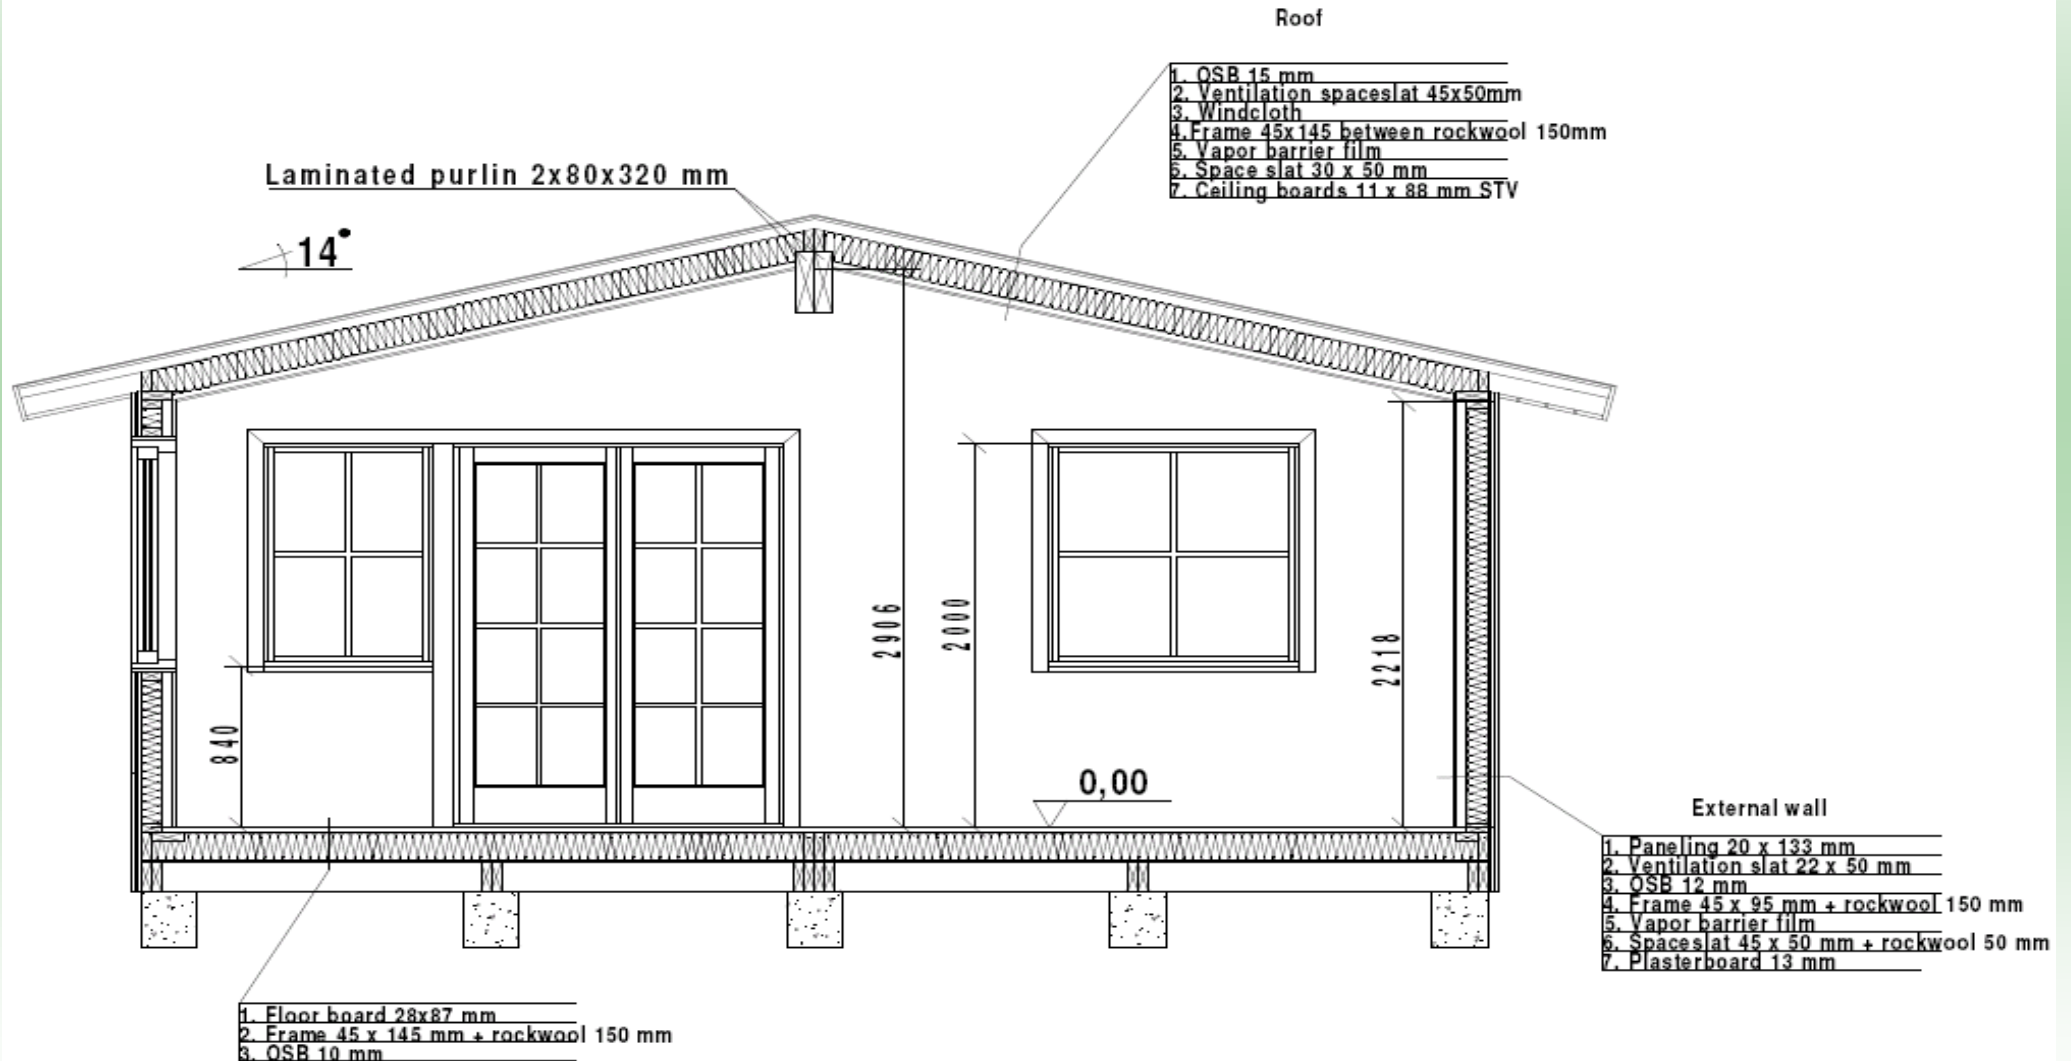 Roof
1. OSB 15 mm
2. Ventilation spaceslat 45x50mm
3. Windcloth
4.Frame 45x145 between rockwool 150mm
5. Vapor barrier film
6. Space slat 30 x 50 mm
7. Ceiling boards 11 x 88 mm STV
Laminated purlin 2x80x320 mm
14°
2906
2000
2218
840
0,00
External wall
1. Paneling 20 x 133 mm
2. Ventilation slat 22 x 50 mm
3. OSB 12 mm
4. Frame 45 x 95 mm + rockwool 150 mm
5. Vapor barrier film
6. Spaceslat 45 x 50 mm + rockwool 50 mm
7. Plasterboard 13 mm
1. Floor board 28x87 mm
2. Frame 45 x 145 mm + rockwool 150 mm
3. OSB 10 mm